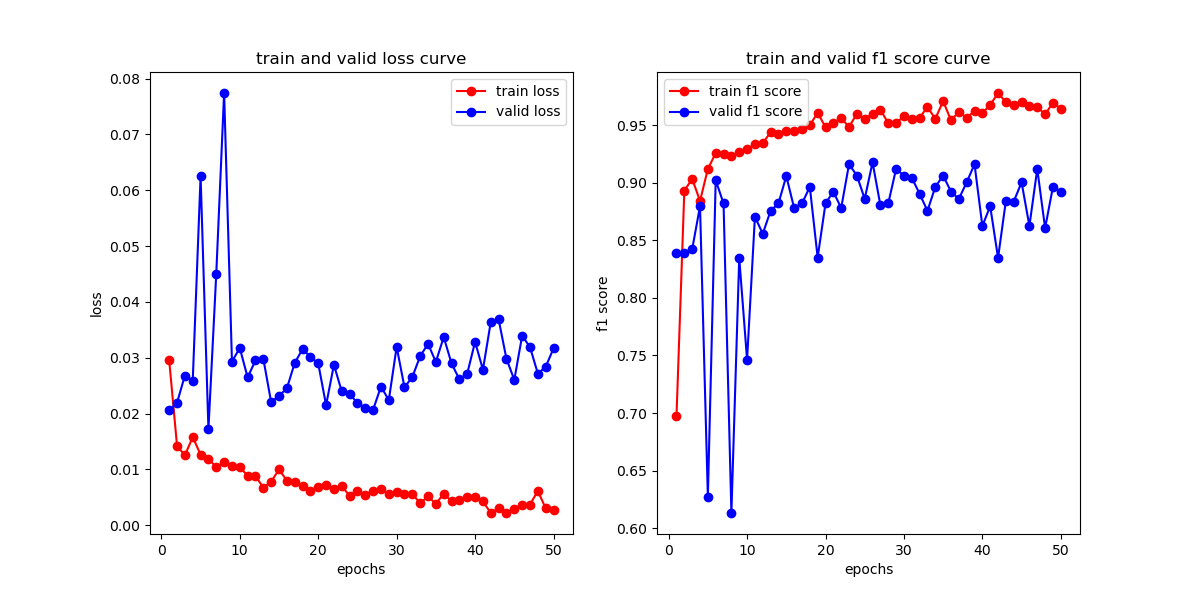 train and valid loss curve
train loss
valid loss
0.08
0.07
0.06
0.05
0.04
0.03
0.02
0.01
0.00
loss
0 10 20 30 40 50
epochs
train and valid f1 score curve
train f1 score
valid f1 score
0.95
0.90
0.85
0.80
0.75
0.70
0.65
0.60
f1 score
0 10 20 30 40 50
epochs